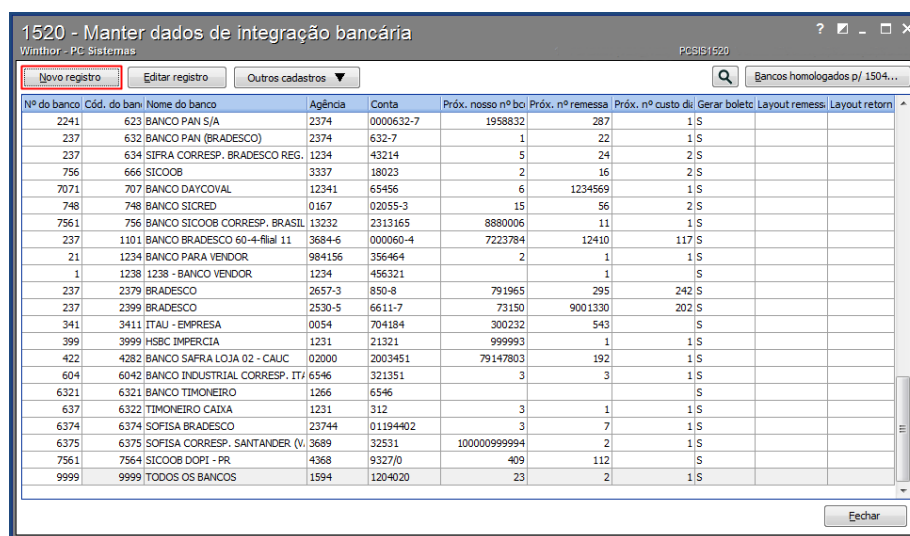 1520 - Manter dados de integração bancária
Winthor - PC Sistemas PCSIS1520
Novo registro Editar registro Outros cadastros ▼ Bancos homologados p/ 1504...
Nº do banco Cód. do ban Nome do banco Agência Conta Próx. nosso nº bo Próx. nº remessa Próx. nº custo di Gerar boleto Layout remess Layout retorn
2241 623 BANCO PAN S/A 2374 0000632-7 1958832 287 1 S
237 632 BANCO PAN (BRADESCO) 2374 632-7 1 22 1 S
237 634 SIFRA CORRESP. BRADESCO REG. 1234 43214 5 24 2 S
756 666 SICOOB 3337 18023 2 16 2 S
7071 707 BANCO DAYCOVAL 12341 65456 6 1234569 1 S
748 748 BANCO SICRED 0167 02055-3 15 56 2 S
7561 756 BANCO SICOOB CORRESP. BRASIL 13232 2313165 8880006 11 1 S
237 1101 BANCO BRADESCO 60-4-filial 11 3684-6 000060-4 7223784 12410 117 S
21 1234 BANCO PARA VENDOR 984156 356464 2 1 1 S
1 1238 1238 - BANCO VENDOR 1234 456321 1 S
237 2379 BRADESCO 2657-3 850-8 791965 295 242 S
237 2399 BRADESCO 2530-5 6611-7 73150 9001330 202 S
341 3411 ITAU - EMPRESA 0054 704184 300232 543 S
399 3999 HSBC IMPERCIA 1231 21321 999993 1 1 S
422 4282 BANCO SAFRA LOJA 02 - CAUC 02000 2003451 79147803 192 1 S
604 6042 BANCO INDUSTRIAL CORRESP. IT 6546 321351 3 3 1 S
6321 6321 BANCO TIMONEIRO 1266 6546 S
637 6322 TIMONEIRO CAIXA 1231 312 3 1 1 S
6374 6374 SOFISA BRADESCO 23744 01194402 3 7 1 S
6375 6375 SOFISA CORRESP. SANTANDER (V. 3689 32531 100000999994 2 1 S
7561 7564 SICOOB DOPI - PR 4368 9327/0 409 112 S
9999 9999 TODOS OS BANCOS 1594 1204020 23 2 1 S
Fechar